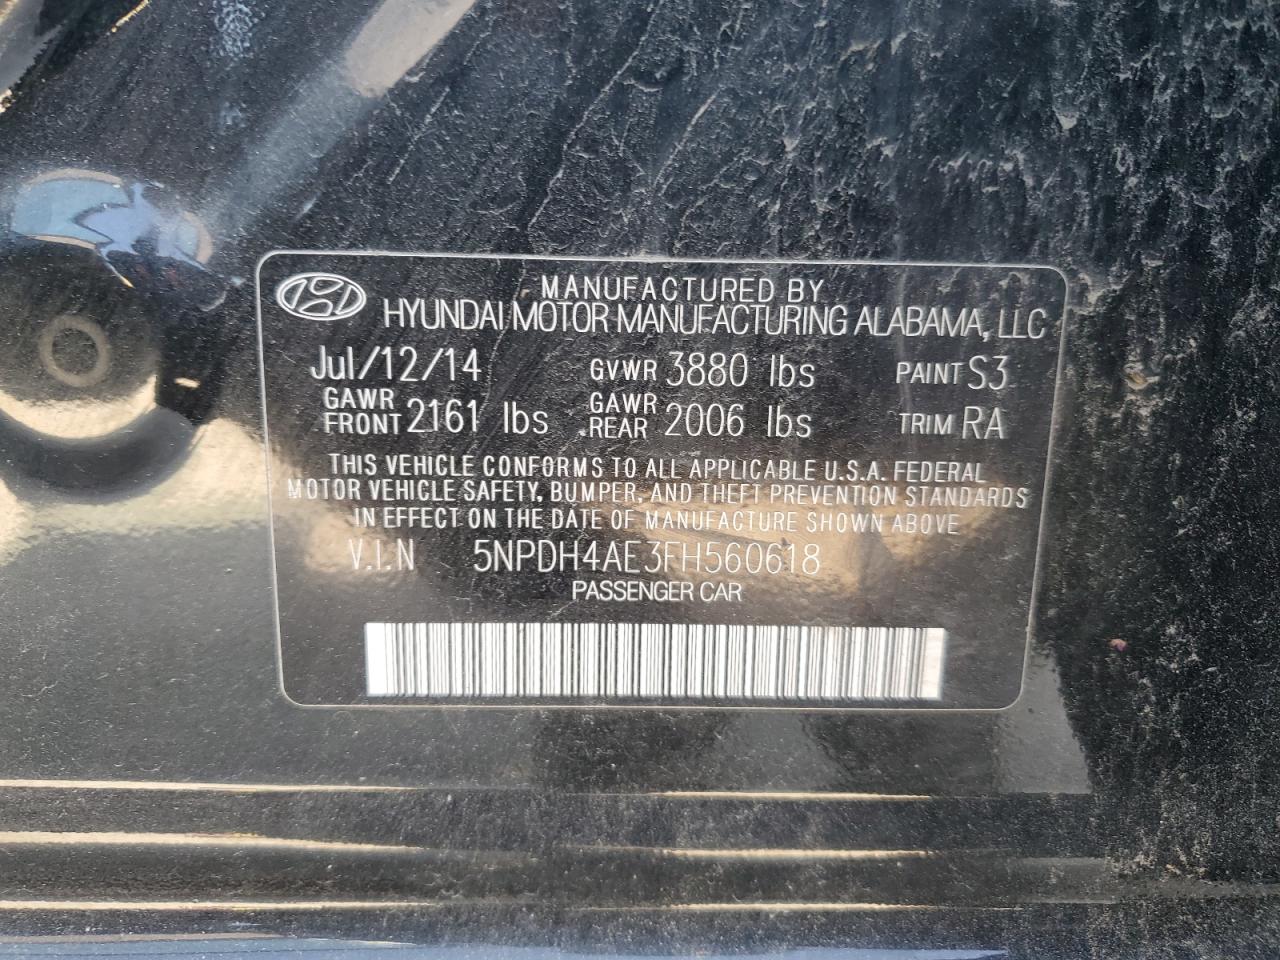 MANUFACTURED BY
HYUNDAI MOTOR MANUFACTURING ALABAMA, LLC
Jul/12/14 GVWR 3880 lbs PAINT S3
GAWR FRONT 2161 lbs GAWR REAR 2006 lbs TRIM RA
THIS VEHICLE CONFORMS TO ALL APPLICABLE U.S.A. FEDERAL
MOTOR VEHICLE SAFETY, BUMPER, AND THEFT PREVENTION STANDARDS
IN EFFECT ON THE DATE OF MANUFACTURE SHOWN ABOVE
V.I.N 5NPDH4AE3FH560618
PASSENGER CAR